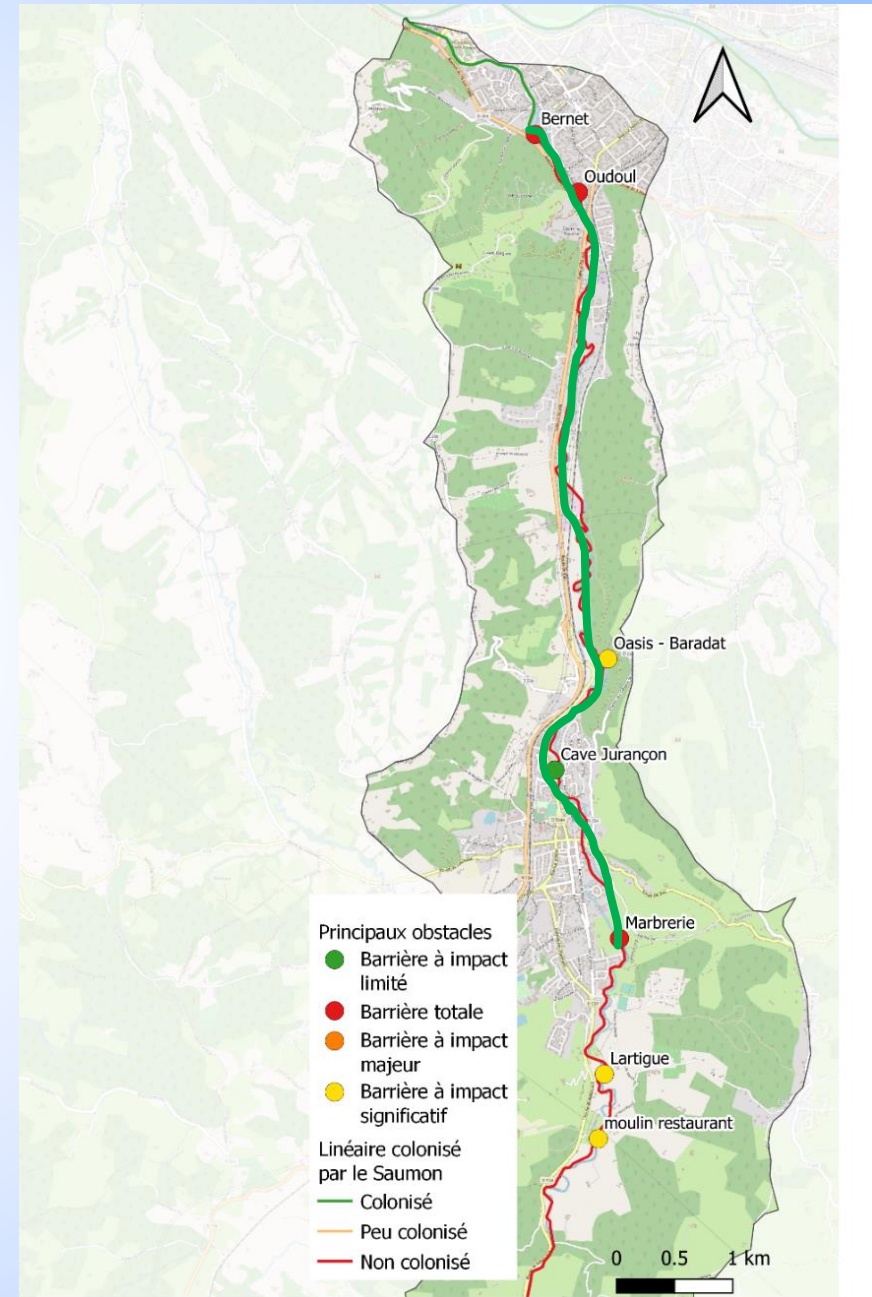 Bernet
Oudoul
Oasis - Baradat
Cave Jurançon
Marbrerie
Lartigue
moulin restaurant
Principaux obstacles
Barrière à impact
limité
Barrière totale
Barrière à impact
majeur
Barrière à impact
significatif
Linéaire colonisé
par le Saumon
Colonisé
Peu colonisé
Non colonisé
0 0.5 1 km